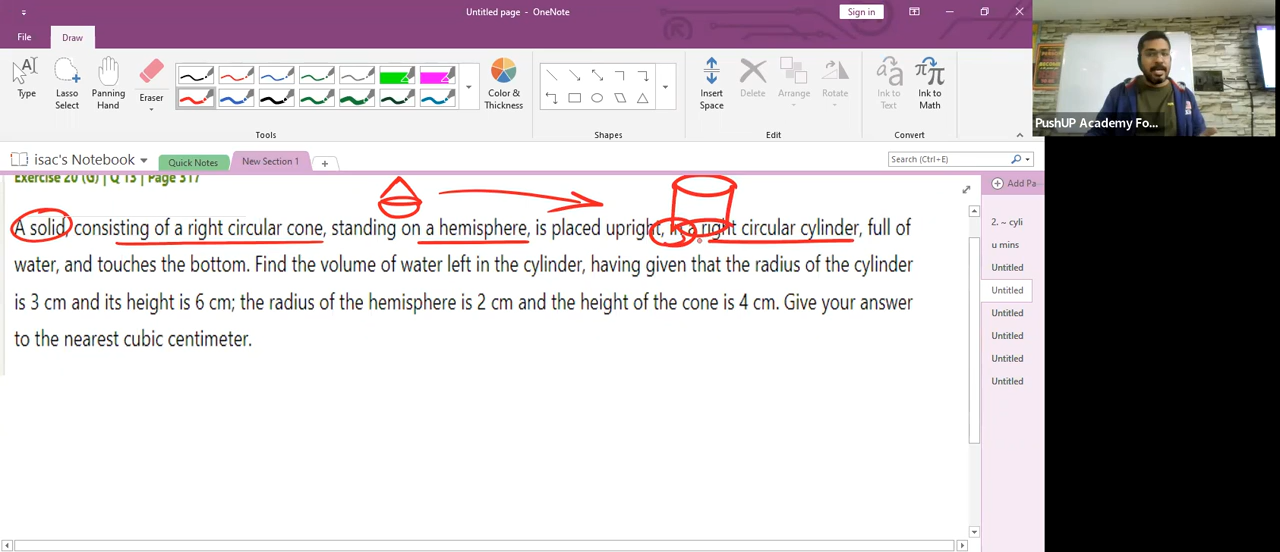 Untitled page - OneNote
Sign in
File
Draw
Type
Lasso Select
Panning Hand
Eraser
Color & Thickness
Insert Space
Delete
Arrange
Rotate
Ink to Text
Ink to Math
Tools
Shapes
Edit
Convert
PushUP Academy Fo...
isac's Notebook
Quick Notes
New Section 1
Search (Ctrl+E)
Exercise 20 (G) | Q 13 | Page 317
Add Pa
A solid, consisting of a right circular cone, standing on a hemisphere, is placed upright, in a right circular cylinder, full of
water, and touches the bottom. Find the volume of water left in the cylinder, having given that the radius of the cylinder
is 3 cm and its height is 6 cm; the radius of the hemisphere is 2 cm and the height of the cone is 4 cm. Give your answer
to the nearest cubic centimeter.
2. ~ cyli
u mins
Untitled
Untitled
Untitled
Untitled
Untitled
Untitled